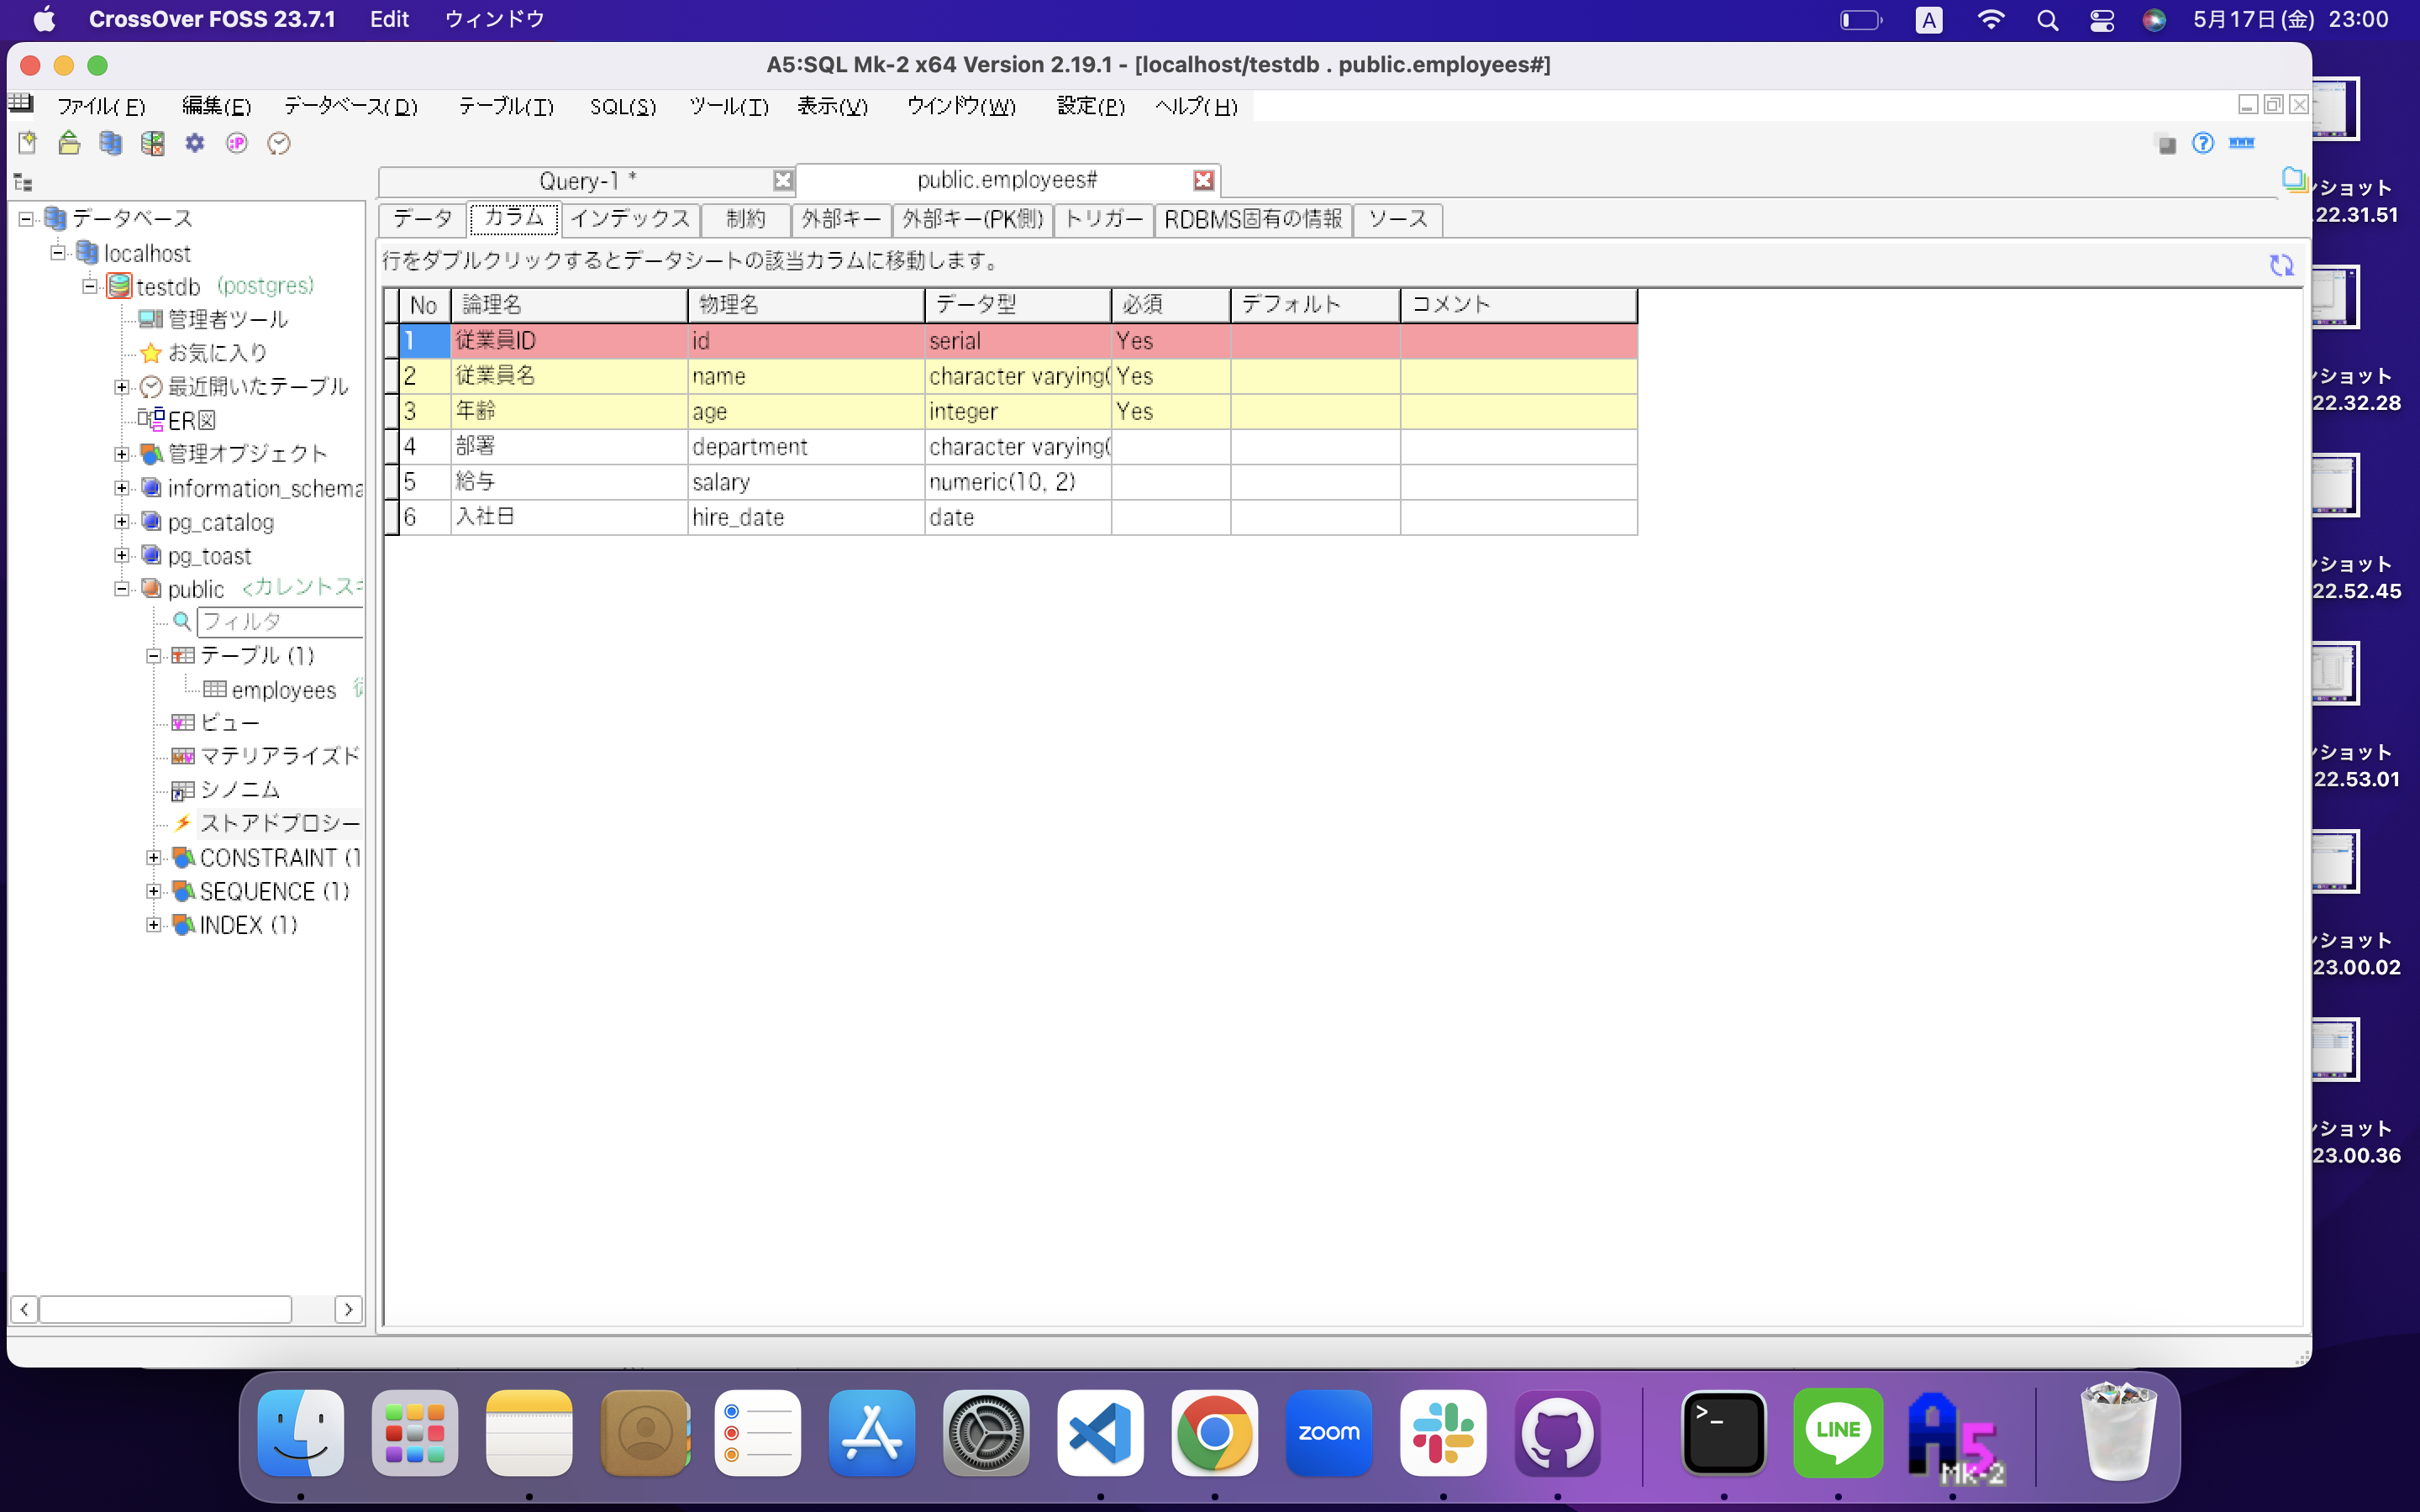 CrossOver FOSS 23.7.1 Edit ウィンドウ A 5月17日(金) 23:00
A5:SQL Mk-2 x64 Version 2.19.1 - [localhost/testdb . public.employees#]
ファイル(F) 編集(E) データベース(D) テーブル(T) SQL(S) ツール(T) 表示(V) ウインドウ(W) 設定(P) ヘルプ(H)
Query-1 * public.employees#
データ カラム インデックス 制約 外部キー 外部キー(PK側) トリガー RDBMS固有の情報 ソース
行をダブルクリックするとデータシートの該当カラムに移動します。
No 論理名 物理名 データ型 必須 デフォルト コメント
1 従業員ID id serial Yes
2 従業員名 name character varying( Yes
3 年齢 age integer Yes
4 部署 department character varying(
5 給与 salary numeric(10, 2)
6 入社日 hire_date date
データベース
localhost
testdb (postgres)
管理者ツール
お気に入り
最近開いたテーブル
ER図
管理オブジェクト
information_schema
pg_catalog
pg_toast
public <カレントスキ
フィルタ
テーブル (1)
employees 従
ビュー
マテリアライズド
シノニム
ストアドプロシー
CONSTRAINT (1
SEQUENCE (1)
INDEX (1)
ンショット
22.31.51
ンショット
22.32.28
ンショット
22.52.45
ンショット
22.53.01
ンショット
23.00.02
ンショット
23.00.36
zoom
>_
LINE
A5
MK-2